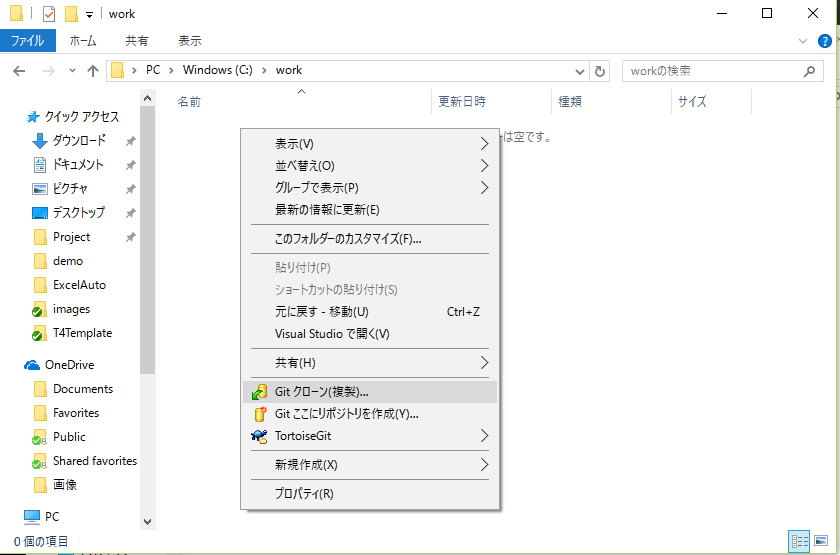 work
ファイル ホーム 共有 表示
PC Windows (C:) work
workの検索
名前 更新日時 種類 サイズ
は空です。
クイック アクセス
ダウンロード
ドキュメント
ピクチャ
デスクトップ
Project
demo
ExcelAuto
images
T4Template
OneDrive
Documents
Favorites
Public
Shared favorites
画像
PC
表示(V)
並べ替え(O)
グループで表示(P)
最新の情報に更新(E)
このフォルダーのカスタマイズ(F)...
貼り付け(P)
ショートカットの貼り付け(S)
元に戻す - 移動(U) Ctrl+Z
Visual Studio で開く(V)
共有(H)
Git クローン(複製)...
Git ここにリポジトリを作成(Y)...
TortoiseGit
新規作成(X)
プロパティ(R)
0 個の項目